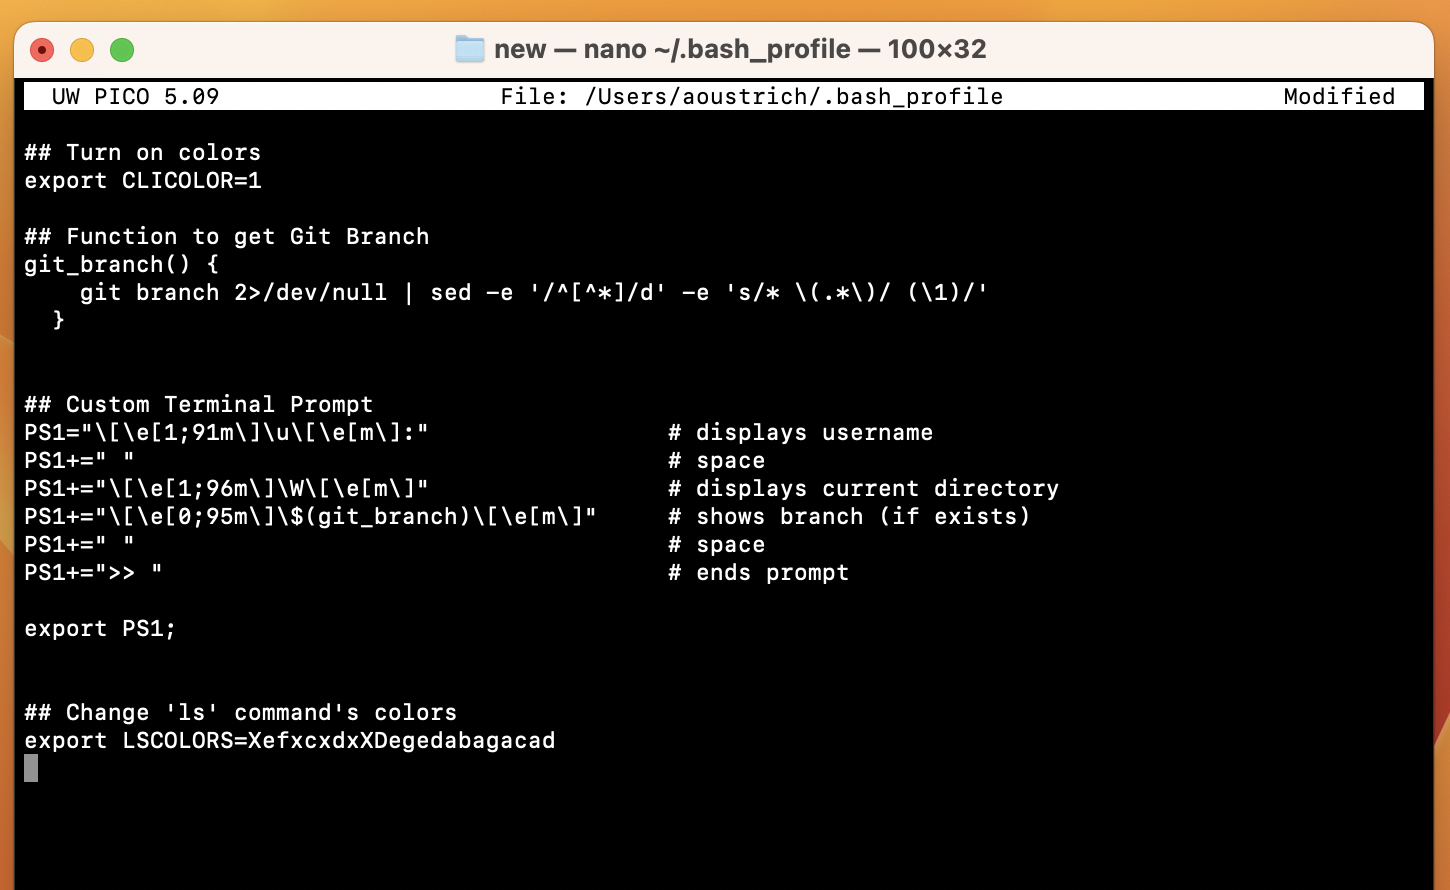 new — nano ~/.bash_profile — 100×32
UW PICO 5.09 File: /Users/aoustrich/.bash_profile Modified
## Turn on colors
export CLICOLOR=1
## Function to get Git Branch
git_branch() {
    git branch 2>/dev/null | sed -e '/^[^*]/d' -e 's/* \(.*\)/ (\1)/'
  }
## Custom Terminal Prompt
PS1="\[\e[1;91m\]\u\[\e[m\]:" # displays username
PS1+=" " # space
PS1+="\[\e[1;96m\]\W\[\e[m\]" # displays current directory
PS1+="\[\e[0;95m\]\$(git_branch)\[\e[m\]" # shows branch (if exists)
PS1+=" " # space
PS1+=">> " # ends prompt
export PS1;
## Change 'ls' command's colors
export LSCOLORS=XefxcxdxXDegedabagacad